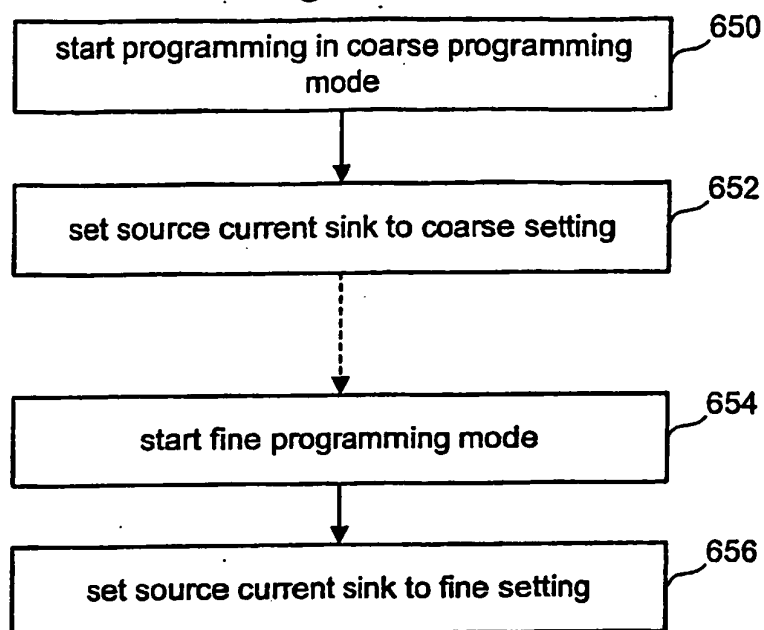 650
start programming in coarse programming
mode
652
set source current sink to coarse setting
654
start fine programming mode
656
set source current sink to fine setting